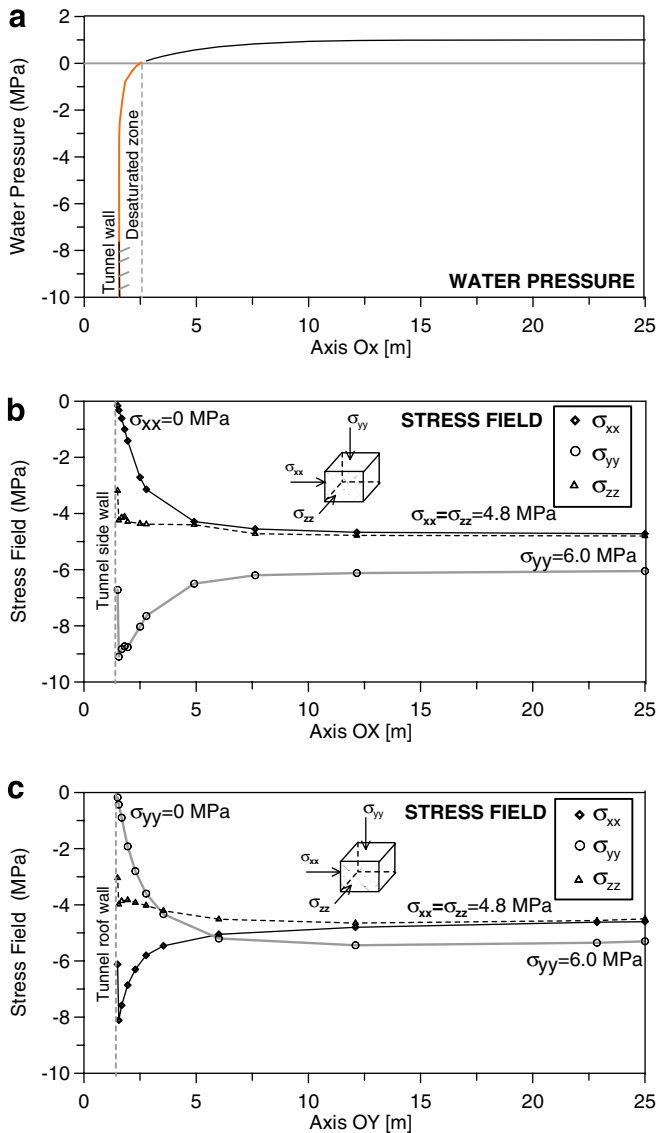 a
2
0
-2
-4
-6
-8
-10
Water Pressure (MPa)
Tunnel wall
Desaturated zone
WATER PRESSURE
0 5 10 15 20 25
Axis Ox [m]
b
0
-2
-4
-6
-8
-10
Stress Field (MPa)
Tunnel side wall
σxx=0 MPa
STRESS FIELD
σyy
σxx
σzz
σxx
σyy
σzz
σxx=σzz=4.8 MPa
σyy=6.0 MPa
0 5 10 15 20 25
Axis OX [m]
c
0
-2
-4
-6
-8
-10
Stress Field (MPa)
Tunnel roof wall
σyy=0 MPa
STRESS FIELD
σyy
σxx
σzz
σxx
σyy
σzz
σxx=σzz=4.8 MPa
σyy=6.0 MPa
0 5 10 15 20 25
Axis OY [m]